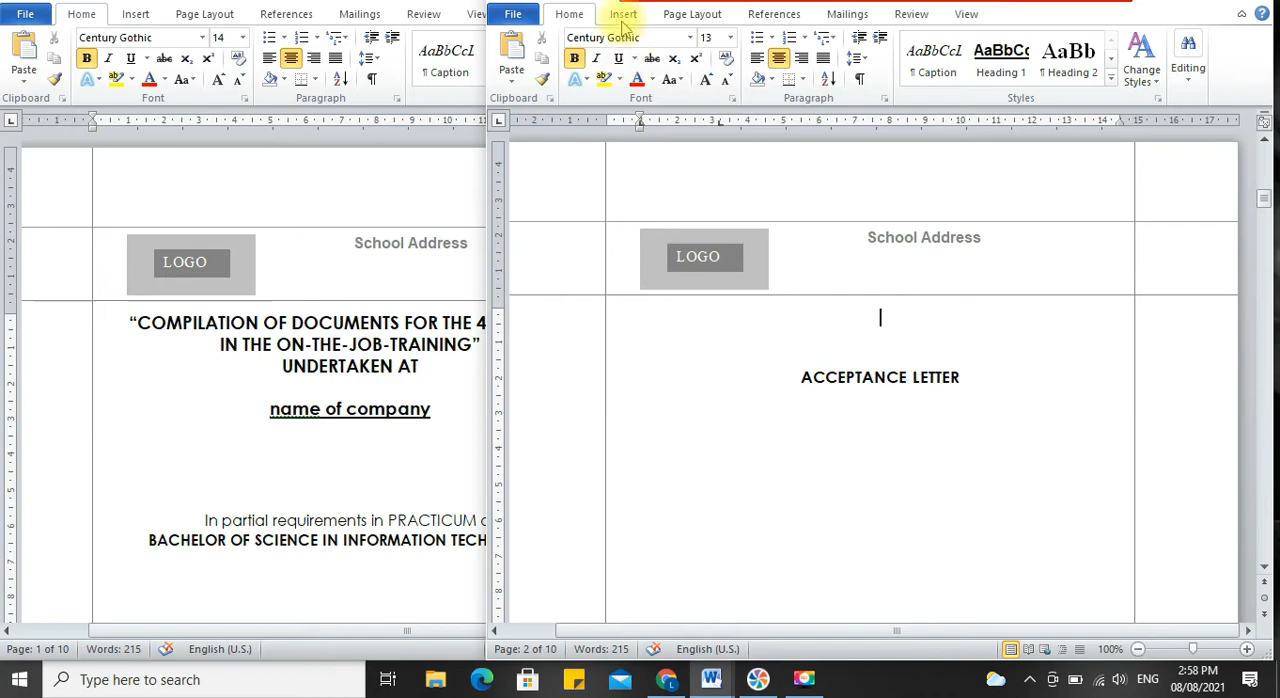 File Home Insert Page Layout References Mailings Review
Century Gothic 14
Paste
AaBbCcL
¶ Caption
Clipboard Font Paragraph
LOGO
School Address
“COMPILATION OF DOCUMENTS FOR THE 4
IN THE ON-THE-JOB-TRAINING”
UNDERTAKEN AT
name of company
In partial requirements in PRACTICUM
BACHELOR OF SCIENCE IN INFORMATION TECH
Page: 1 of 10 Words: 215 English (U.S.)
File Home Insert Page Layout References Mailings Review View
Century Gothic 13
Paste
AaBbCcL AaBbCc AaBb
¶ Caption Heading 1 ¶ Heading 2
Change Styles
Editing
Clipboard Font Paragraph Styles
LOGO
School Address
ACCEPTANCE LETTER
Page: 2 of 10 Words: 215 English (U.S.) 100%
Type here to search
ENG
2:58 PM
08/08/2021